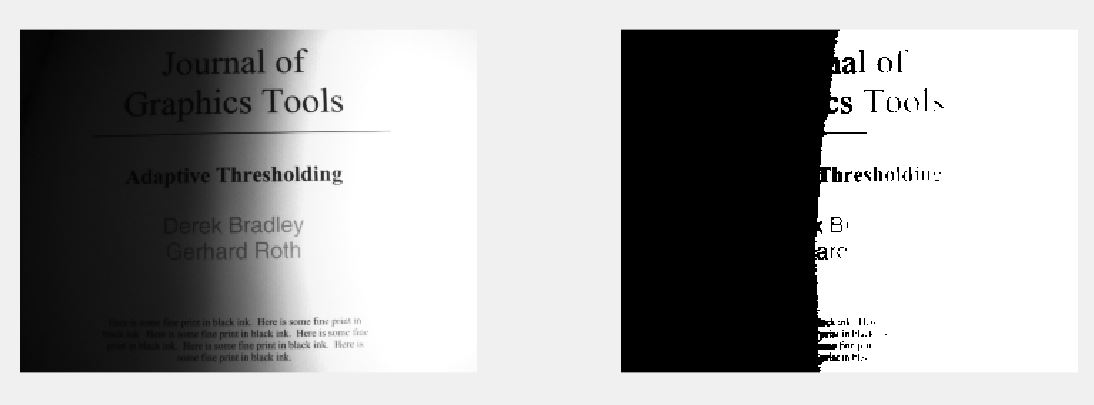 Journal of
Graphics Tools
Adaptive Thresholding
Derek Bradley
Gerhard Roth
Here is some fine print in black ink. Here is some fine print in
black ink. Here is some fine print in black ink. Here is some fine
print in black ink. Here is some fine print in black ink. Here is
some fine print in black ink.
nal of
cs Tools
Thresholding